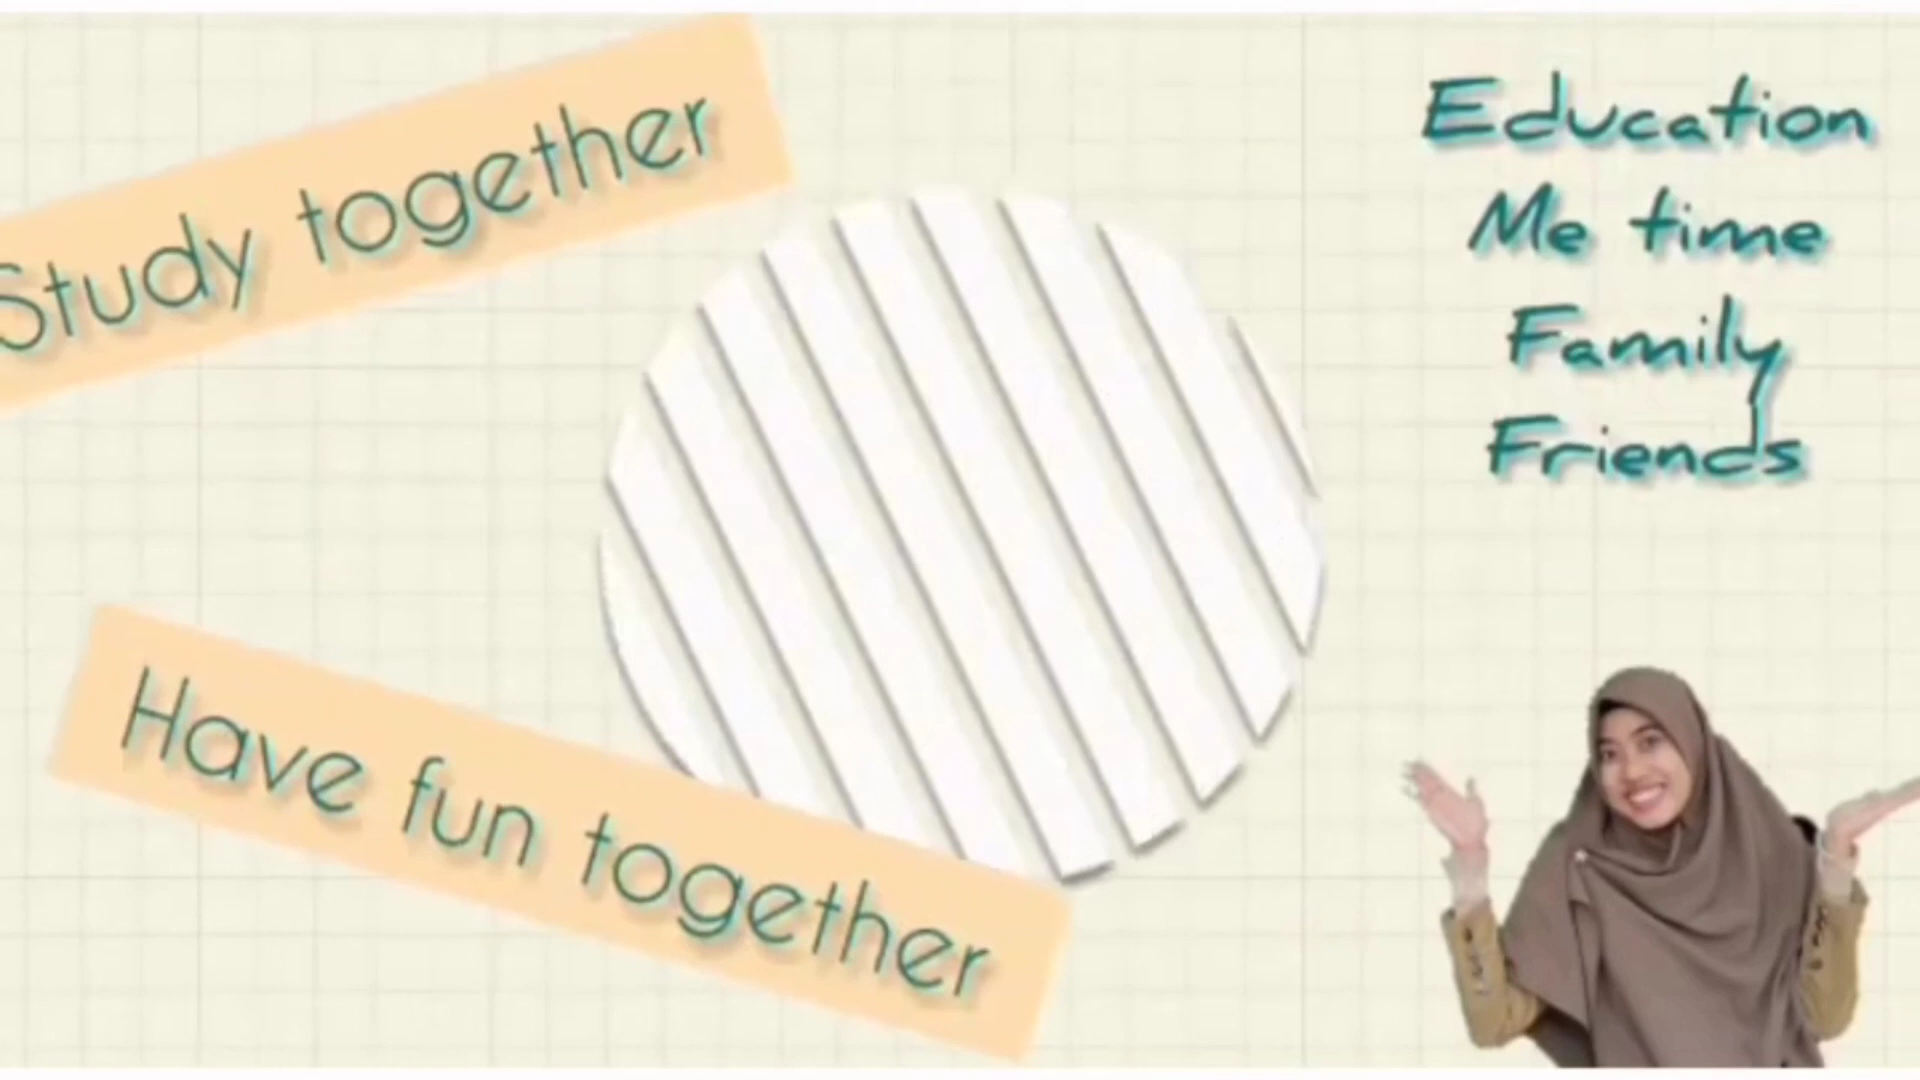 Study together
Have fun together
Education
Me time
Family
Friends